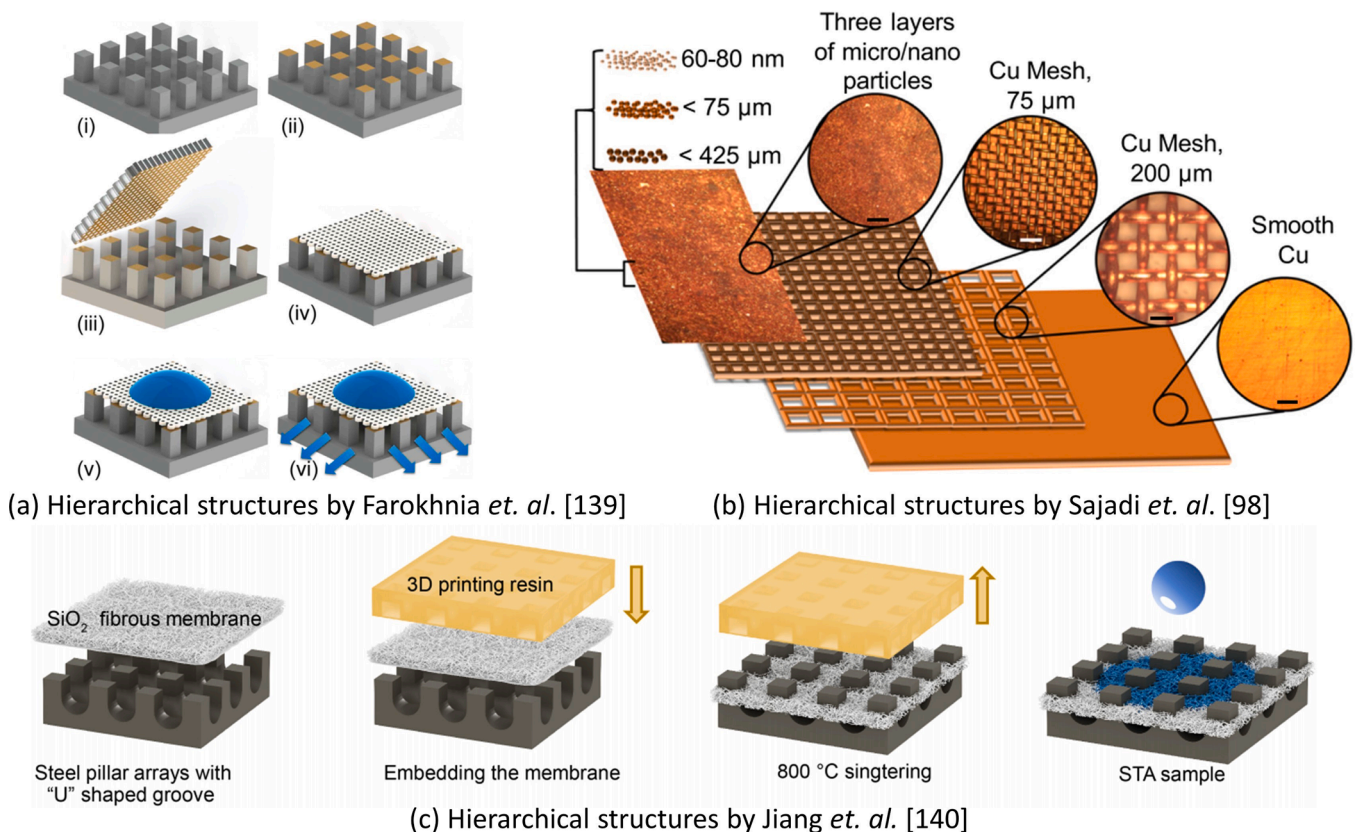 (i)
(ii)
(iii)
(iv)
(v)
(vi)
(a) Hierarchical structures by Farokhnia et. al. [139]
60-80 nm
< 75 μm
< 425 μm
Three layers
of micro/nano
particles
Cu Mesh,
75 μm
Cu Mesh,
200 μm
Smooth
Cu
(b) Hierarchical structures by Sajadi et. al. [98]
SiO₂ fibrous membrane
Steel pillar arrays with
“U” shaped groove
3D printing resin
Embedding the membrane
800 °C singtering
STA sample
(c) Hierarchical structures by Jiang et. al. [140]